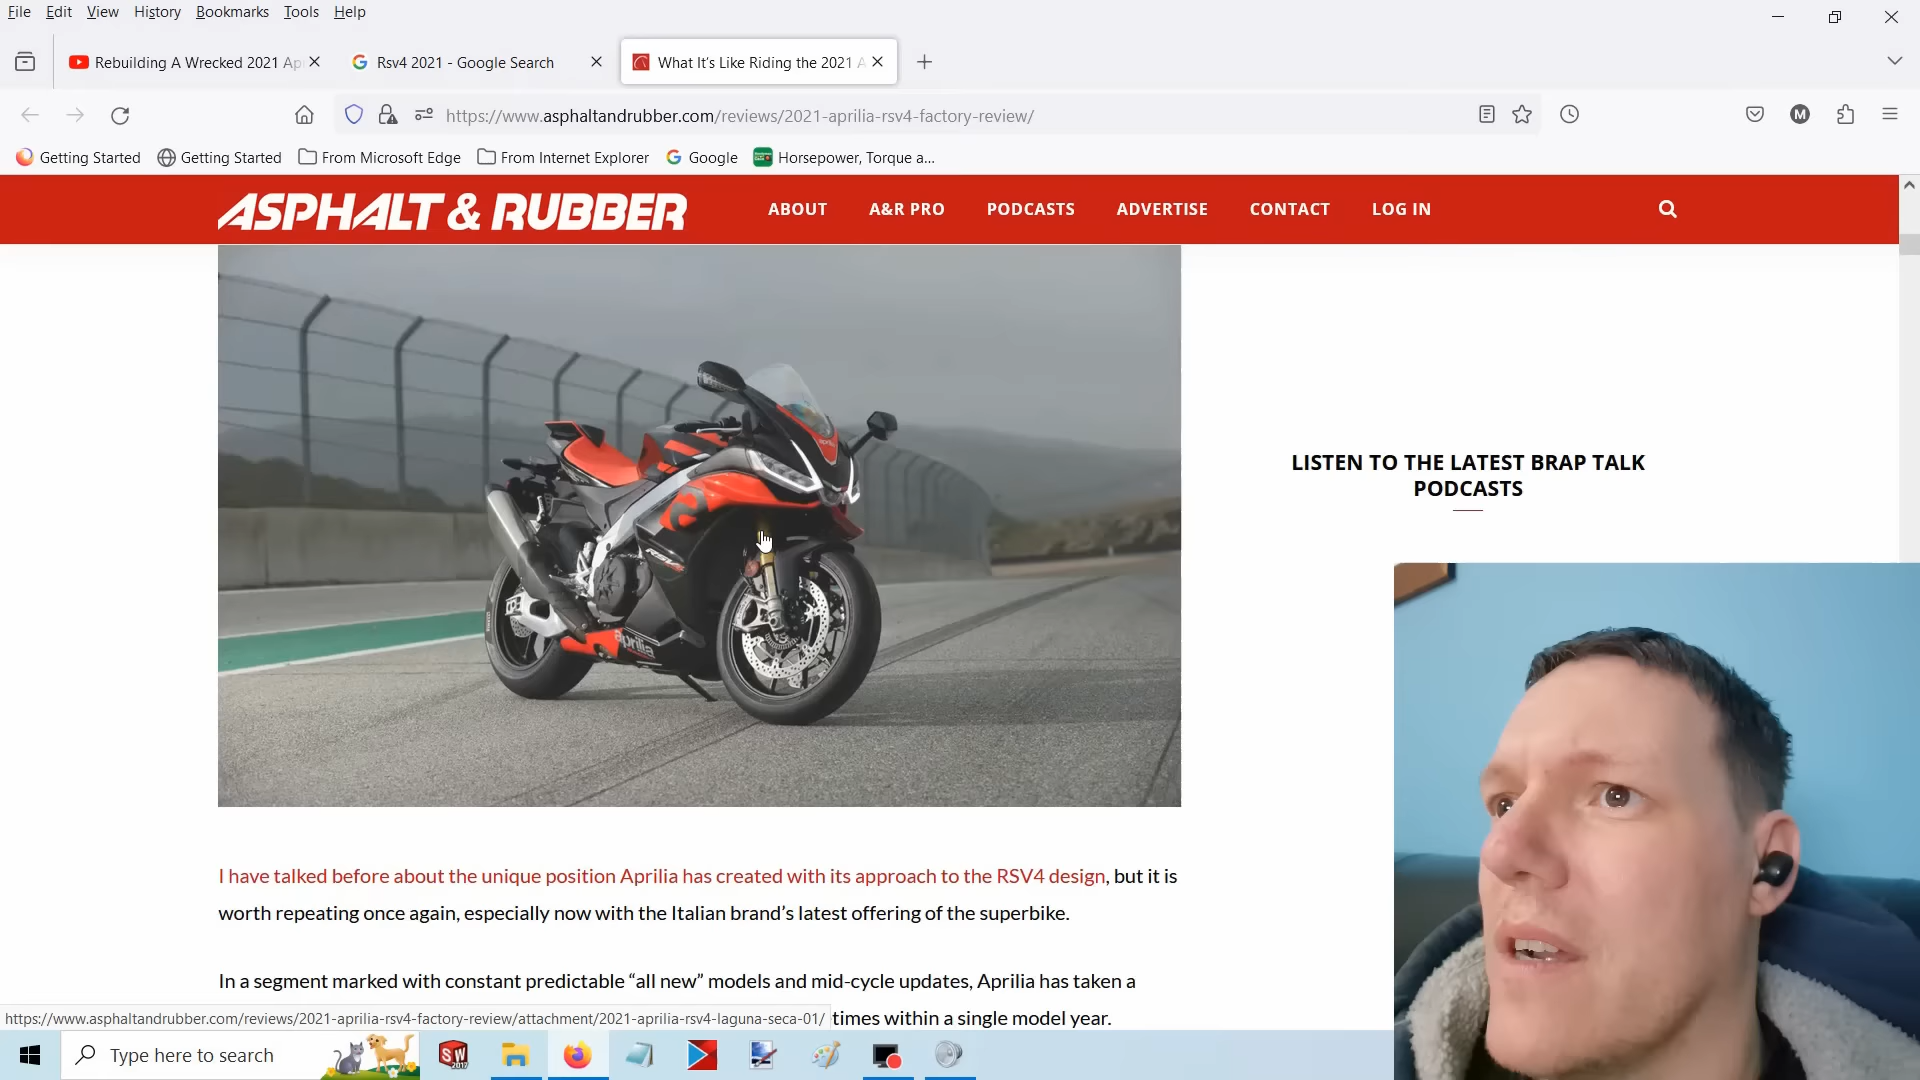 File Edit View History Bookmarks Tools Help
Rebuilding A Wrecked 2021 Ap
Rsv4 2021 - Google Search
What It's Like Riding the 2021 A
https://www.asphaltandrubber.com/reviews/2021-aprilia-rsv4-factory-review/
M
Getting Started
Getting Started
From Microsoft Edge
From Internet Explorer
Google
Horsepower, Torque a...
ASPHALT & RUBBER
ABOUT
A&R PRO
PODCASTS
ADVERTISE
CONTACT
LOG IN
aprilia
RSV4
aprilia
LISTEN TO THE LATEST BRAP TALK
PODCASTS
I have talked before about the unique position Aprilia has created with its approach to the RSV4 design, but it is
worth repeating once again, especially now with the Italian brand's latest offering of the superbike.
In a segment marked with constant predictable “all new” models and mid-cycle updates, Aprilia has taken a
https://www.asphaltandrubber.com/reviews/2021-aprilia-rsv4-factory-review/attachment/2021-aprilia-rsv4-laguna-seca-01/
times within a single model year.
Type here to search
SW
2017